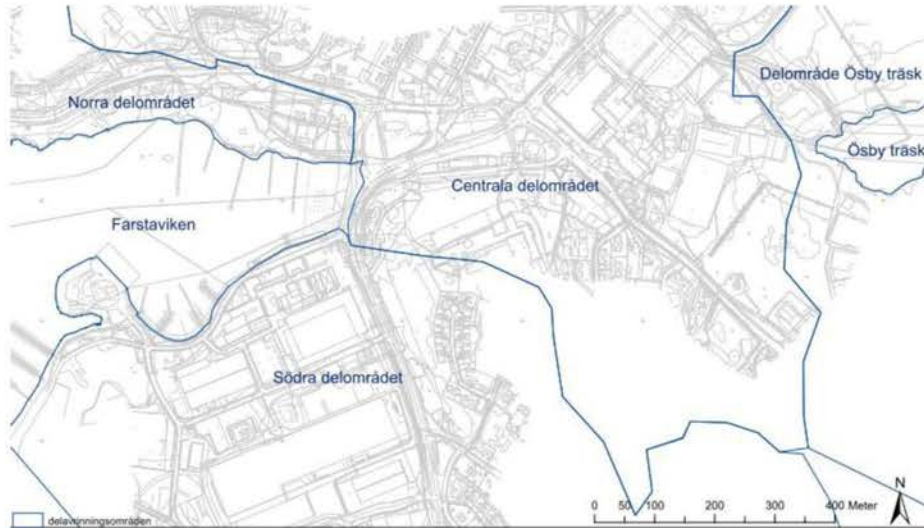 Delområde Ösby träsk
Norra delområdet
Ösby träsk
Centrala delområdet
Farstaviken
Södra delområdet
N
0 50 100 200 300 400 Meter
delavrinningsområden